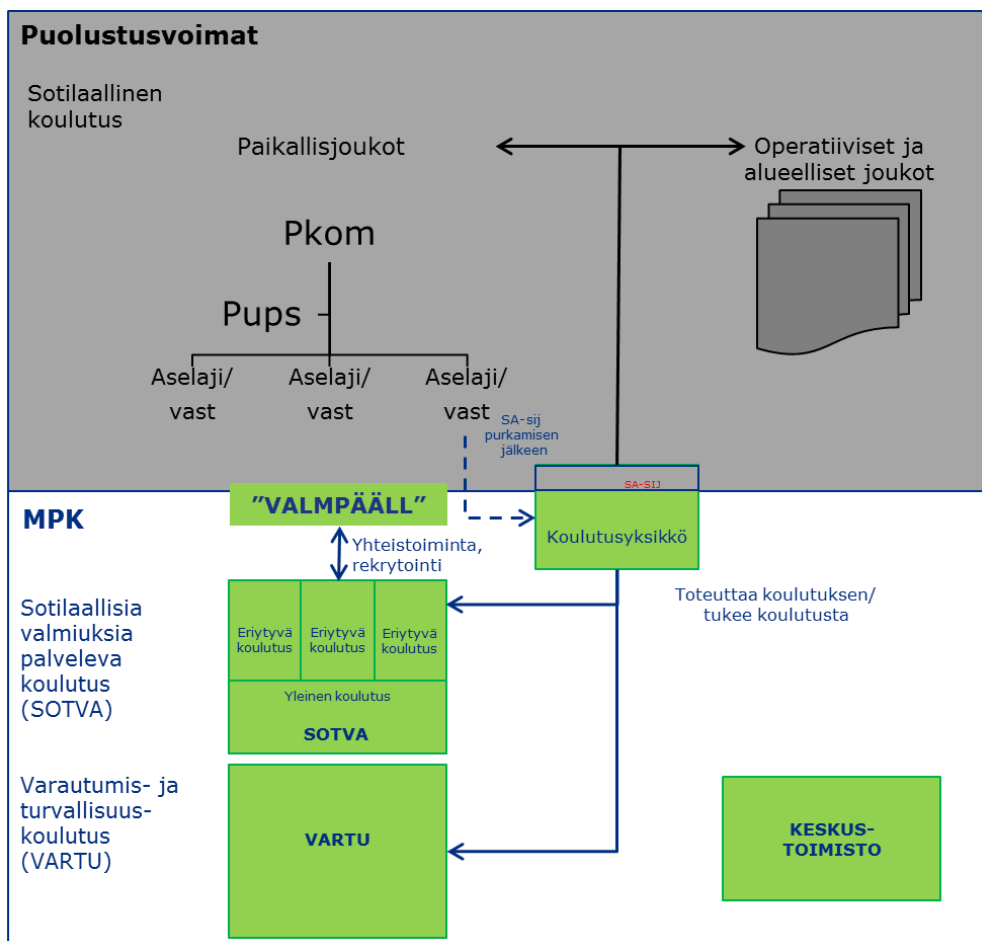 Puolustusvoimat
Sotilaallinen
koulutus
Paikallisjoukot
Operatiiviset ja
alueelliset joukot
Pkom
Pups
Aselaji/
vast
Aselaji/
vast
Aselaji/
vast
SA-sij
purkamisen
jälkeen
SA-SIJ
MPK
"VALMPÄÄLL"
Koulutusyksikkö
Yhteistoiminta,
rekrytointi
Toteuttaa koulutuksen/
tukee koulutusta
Sotilaallisia
valmiuksia
palveleva
koulutus
(SOTVA)
Eriytyvä
koulutus
Eriytyvä
koulutus
Eriytyvä
koulutus
Yleinen koulutus
SOTVA
Varautumis- ja
turvallisuus-
koulutus
(VARTU)
VARTU
KESKUS-
TOIMISTO